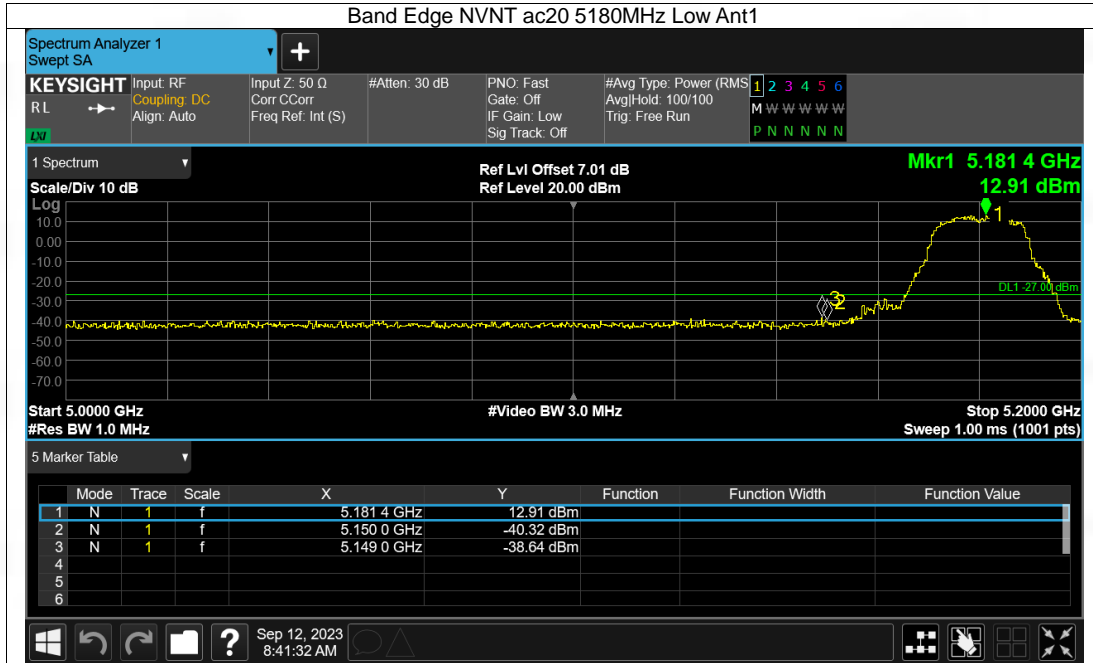 Band Edge NVNT ac20 5180MHz Low Ant1
Spectrum Analyzer 1
Swept SA
+
KEYSIGHT
RL
LXI
Input: RF
Coupling: DC
Align: Auto
Input Z: 50 Ω
Corr CCorr
Freq Ref: Int (S)
#Atten: 30 dB
PNO: Fast
Gate: Off
IF Gain: Low
Sig Track: Off
#Avg Type: Power (RMS
Avg|Hold: 100/100
Trig: Free Run
1 2 3 4 5 6
M W W W W W
P N N N N N
1 Spectrum
Scale/Div 10 dB
Ref Lvl Offset 7.01 dB
Ref Level 20.00 dBm
Mkr1 5.181 4 GHz
12.91 dBm
Log
10.0
0.00
-10.0
-20.0
-30.0
-40.0
-50.0
-60.0
-70.0
1
DL1 -27.00 dBm
3 2
Start 5.0000 GHz
#Res BW 1.0 MHz
#Video BW 3.0 MHz
Stop 5.2000 GHz
Sweep 1.00 ms (1001 pts)
5 Marker Table
Mode Trace Scale X Y Function Function Width Function Value
1 N 1 f 5.181 4 GHz 12.91 dBm
2 N 1 f 5.150 0 GHz -40.32 dBm
3 N 1 f 5.149 0 GHz -38.64 dBm
4
5
6
?
Sep 12, 2023
8:41:32 AM